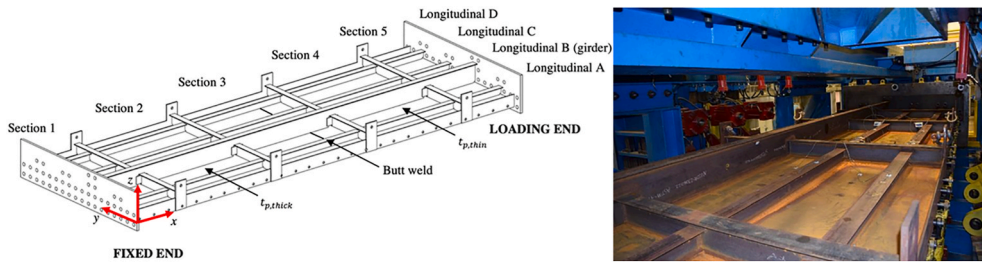 Longitudinal D
Section 5
Longitudinal C
Section 4
Longitudinal B (girder)
Section 3
Longitudinal A
Section 2
Section 1
LOADING END
t_p,thin
Butt weld
z
t_p,thick
y
x
FIXED END